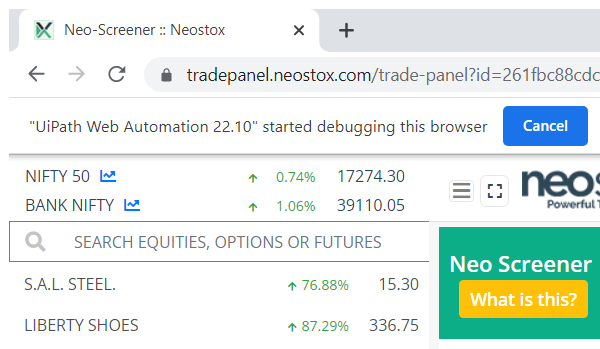 Neo-Screener :: Neostox
tradepanel.neostox.com/trade-panel?id=261fbc88cdc
"UiPath Web Automation 22.10" started debugging this browser
Cancel
NIFTY 50 0.74% 17274.30
BANK NIFTY 1.06% 39110.05
neos
Powerful T
SEARCH EQUITIES, OPTIONS OR FUTURES
S.A.L. STEEL. 76.88% 15.30
LIBERTY SHOES 87.29% 336.75
Neo Screener
What is this?